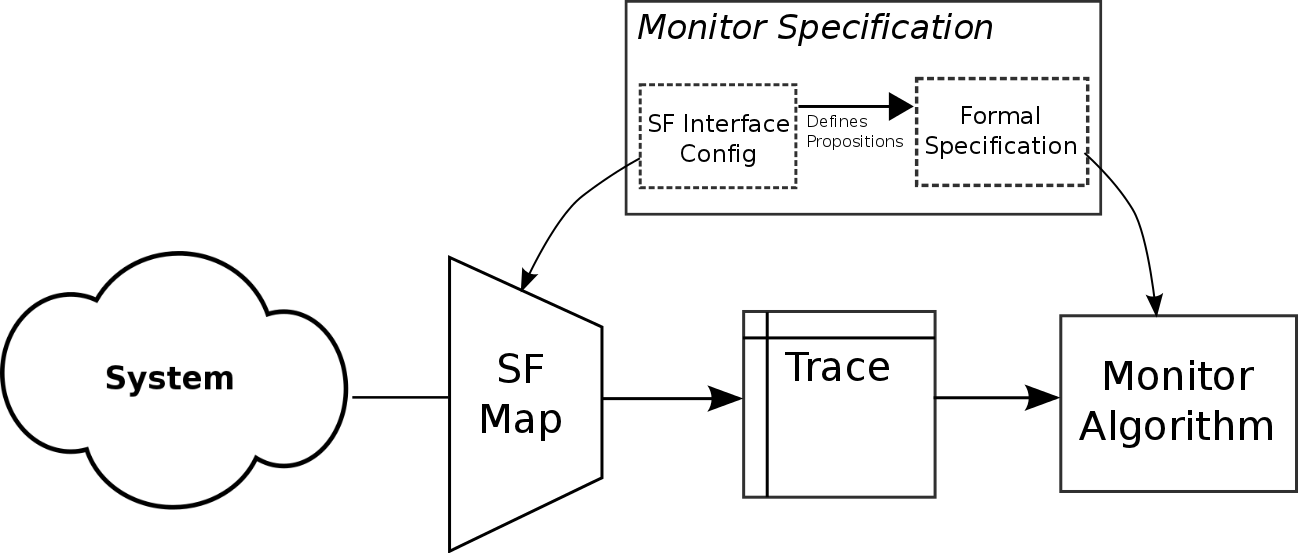 Monitor Specification
SF Interface
Config
Defines
Propositions
Formal
Specification
System
SF
Map
Trace
Monitor
Algorithm